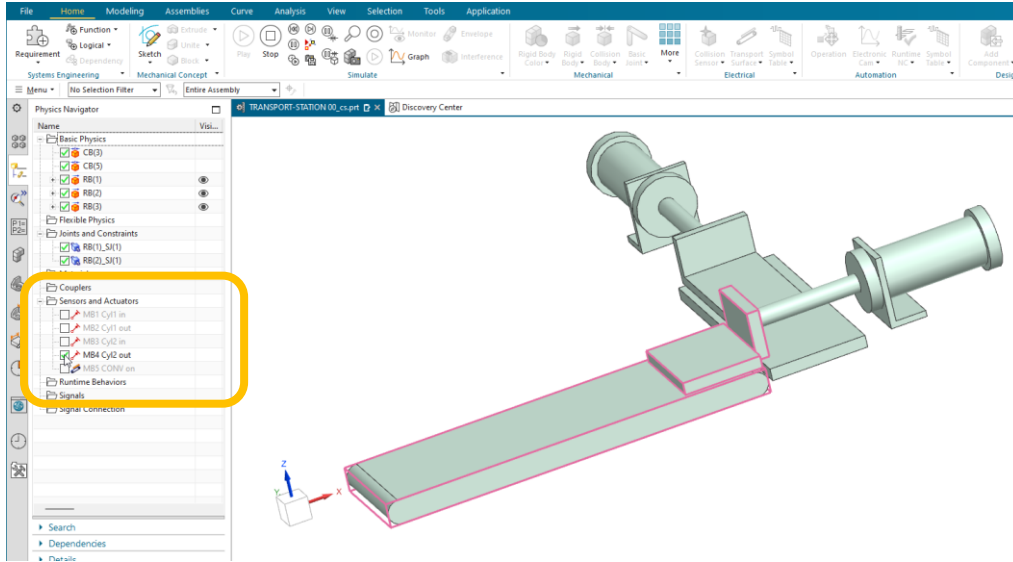 File Home Modeling Assemblies Curve Analysis View Selection Tools Application
Requirement
Function
Logical
Dependency
Systems Engineering
Sketch
Extrude
Unite
Block
Mechanical Concept
Play
Stop
Monitor
Graph
Envelope
Interference
Simulate
Rigid Body Color
Rigid Body
Collision Body
Basic Joint
More
Mechanical
Collision Sensor
Transport Surface
Symbol Table
Electrical
Operation
Electronic Cam
Runtime NC
Symbol Table
Automation
Add Component
Desig
Menu
No Selection Filter
Entire Assembly
Physics Navigator
TRANSPORT-STATION 00_cs.prt
Discovery Center
Name Visi...
Basic Physics
CB(3)
CB(5)
RB(1)
RB(2)
RB(3)
Flexible Physics
Joints and Constraints
RB(1)_SJ(1)
RB(2)_SJ(1)
Couplers
Sensors and Actuators
MB1 Cyl1 in
MB2 Cyl1 out
MB3 Cyl2 in
MB4 Cyl2 out
MB5 CONV on
Runtime Behaviors
Signals
Signal Connection
Search
Dependencies
Details
P1=
P2=
Z
Y
X